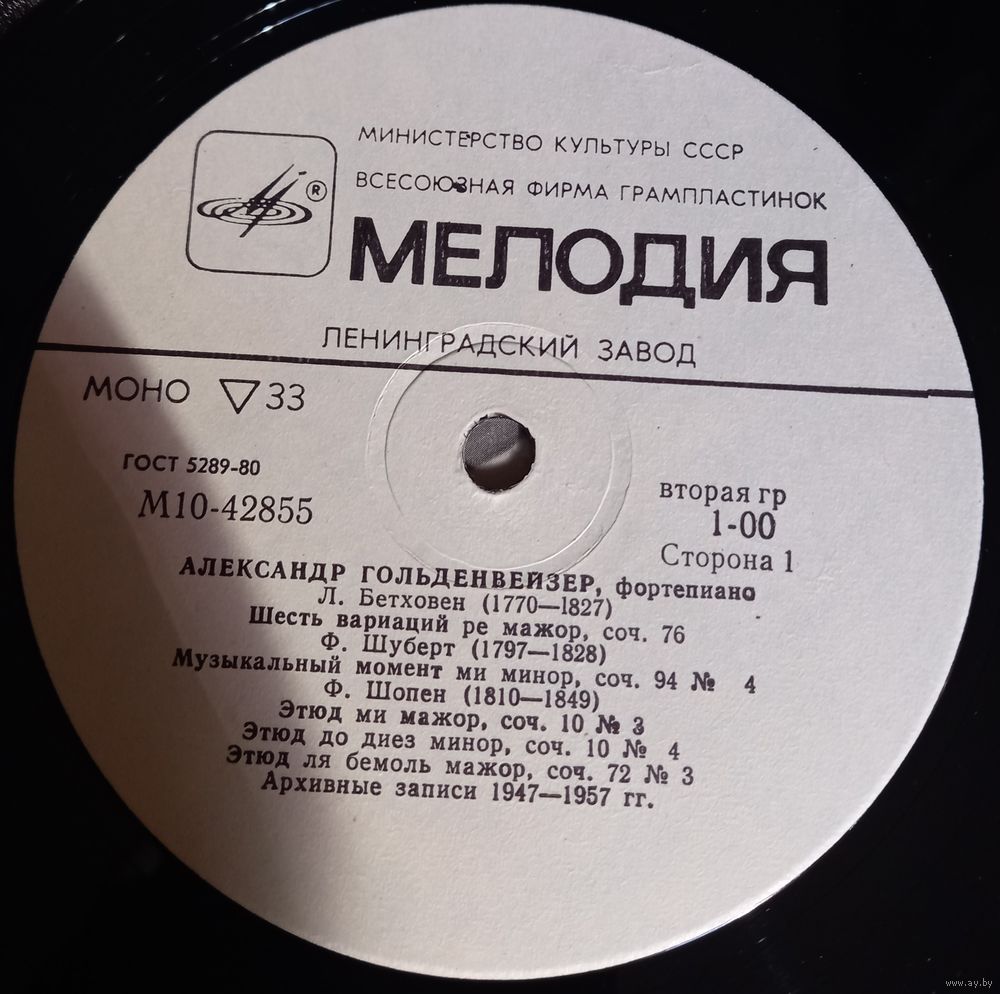 МИНИСТЕРСТВО КУЛЬТУРЫ СССР
ВСЕСОЮЗНАЯ ФИРМА ГРАМПЛАСТИНОК
®
МЕЛОДИЯ
ЛЕНИНГРАДСКИЙ ЗАВОД
МОНО ▽33
ГОСТ 5289-80
М10-42855
вторая гр
1-00
Сторона 1
АЛЕКСАНДР ГОЛЬДЕНВЕЙЗЕР, фортепиано
Л. Бетховен (1770—1827)
Шесть вариаций ре мажор, соч. 76
Ф. Шуберт (1797—1828)
Музыкальный момент ми минор, соч. 94 № 4
Ф. Шопен (1810—1849)
Этюд ми мажор, соч. 10 № 3
Этюд до диез минор, соч. 10 № 4
Этюд ля бемоль мажор, соч. 72 № 3
Архивные записи 1947—1957 гг.
www.ay.by